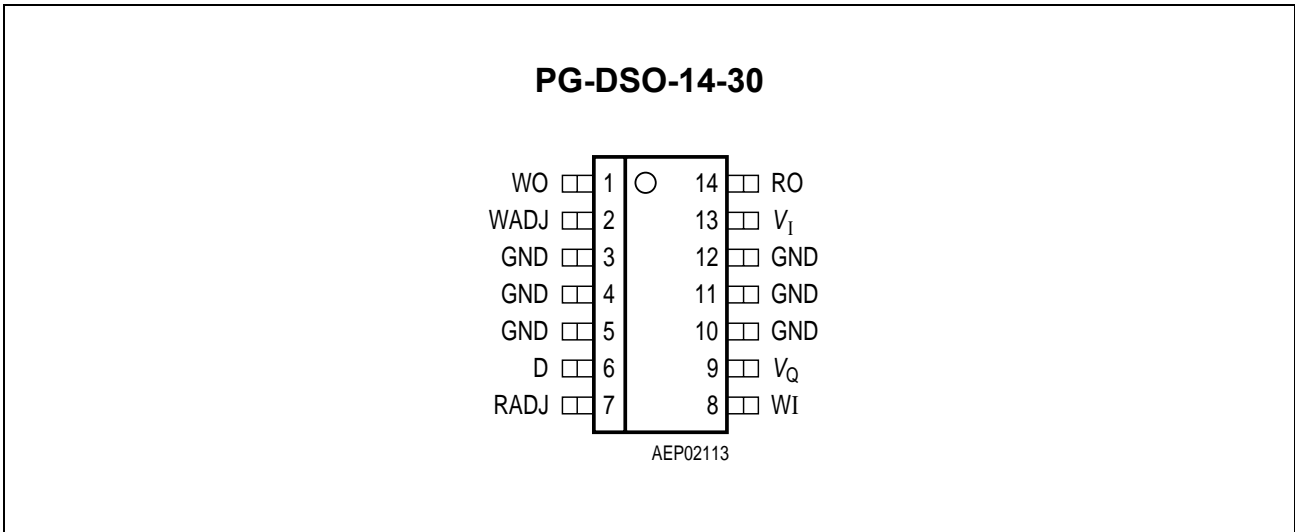 PG-DSO-14-30
WO 1 14 RO
WADJ 2 13 VI
GND 3 12 GND
GND 4 11 GND
GND 5 10 GND
D 6 9 VQ
RADJ 7 8 WI
AEP02113